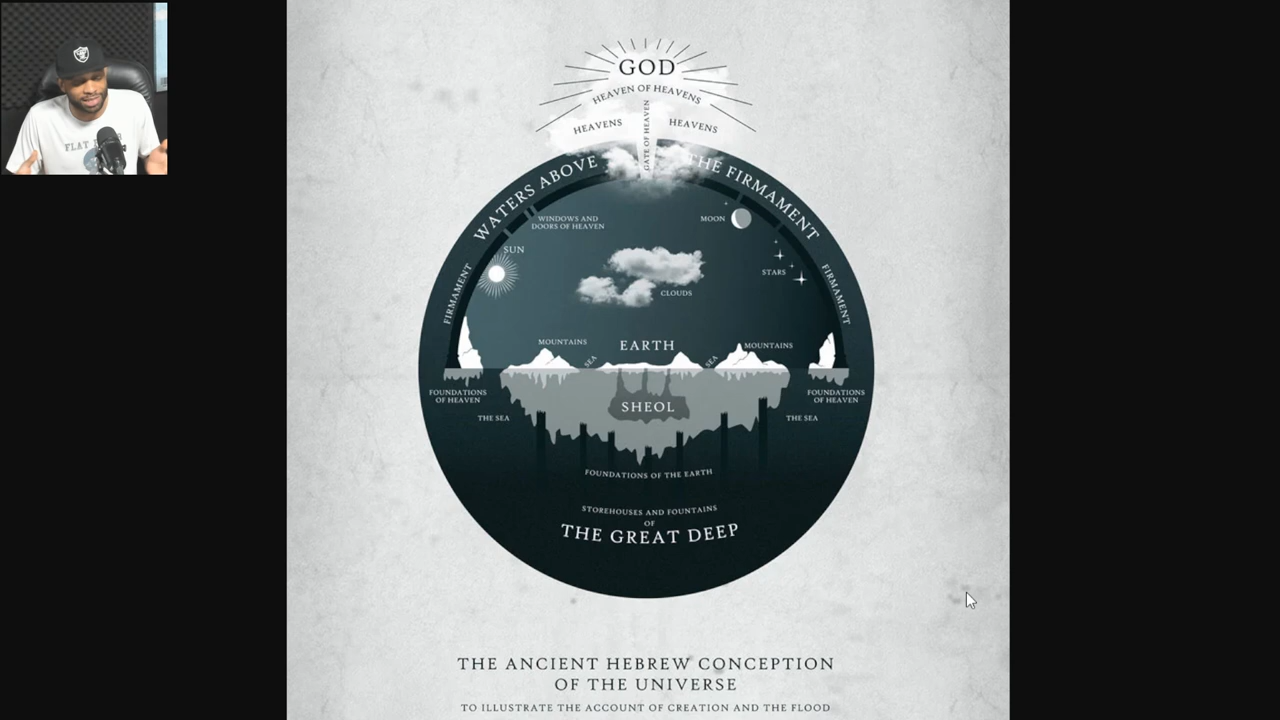 FLAT
GOD
HEAVEN OF HEAVENS
HEAVENS
GATE OF HEAVEN
HEAVENS
WATERS ABOVE
THE FIRMAMENT
WINDOWS AND
DOORS OF HEAVEN
MOON
SUN
STARS
FIRMAMENT
FIRMAMENT
CLOUDS
MOUNTAINS
SEA
EARTH
SEA
MOUNTAINS
FOUNDATIONS
OF HEAVEN
SHEOL
FOUNDATIONS
OF HEAVEN
THE SEA
THE SEA
FOUNDATIONS OF THE EARTH
STOREHOUSES AND FOUNTAINS
OF
THE GREAT DEEP
THE ANCIENT HEBREW CONCEPTION
OF THE UNIVERSE
TO ILLUSTRATE THE ACCOUNT OF CREATION AND THE FLOOD